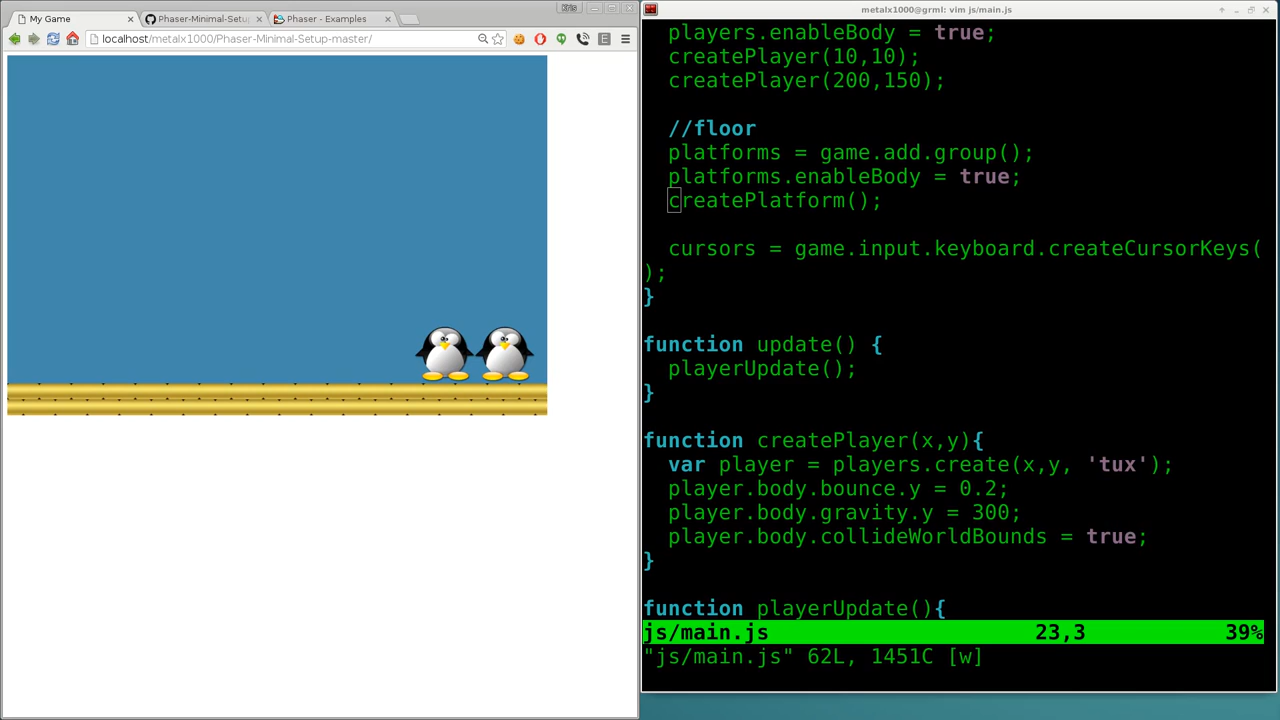 My Game
Phaser-Minimal-Setu
Phaser - Examples
Kris
localhost/metalx1000/Phaser-Minimal-Setup-master/
metalx1000@grml: vim js/main.js
players.enableBody = true;
createPlayer(10,10);
createPlayer(200,150);
//floor
platforms = game.add.group();
platforms.enableBody = true;
createPlatform();
cursors = game.input.keyboard.createCursorKeys(
);
}
function update() {
playerUpdate();
}
function createPlayer(x,y){
var player = players.create(x,y, 'tux');
player.body.bounce.y = 0.2;
player.body.gravity.y = 300;
player.body.collideWorldBounds = true;
}
function playerUpdate(){
js/main.js 23,3 39%
"js/main.js" 62L, 1451C [w]